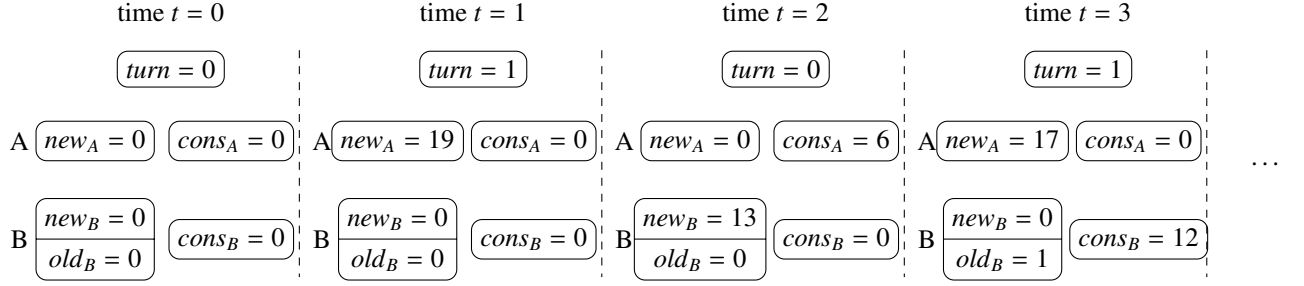 time t = 0 time t = 1 time t = 2 time t = 3
turn = 0 turn = 1 turn = 0 turn = 1
A new_A = 0 cons_A = 0 A new_A = 19 cons_A = 0 A new_A = 0 cons_A = 6 A new_A = 17 cons_A = 0
...
new_B = 0 new_B = 0 new_B = 13 new_B = 0
B cons_B = 0 B cons_B = 0 B cons_B = 0 B cons_B = 12
old_B = 0 old_B = 0 old_B = 0 old_B = 1